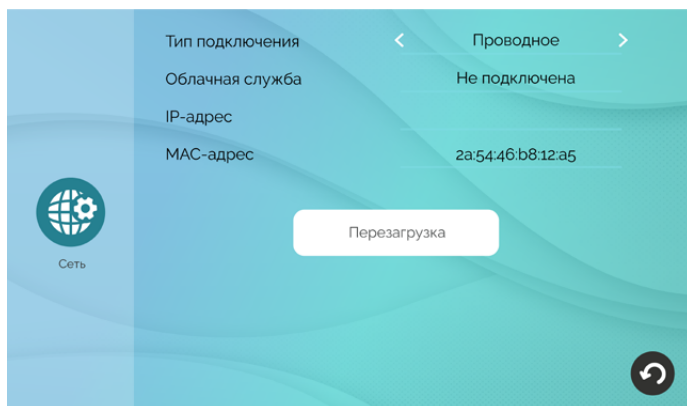 Тип подключения < Проводное >
Облачная служба Не подключена
IP-адрес
MAC-адрес 2a:54:46:b8:12:a5
Перезагрузка
Сеть